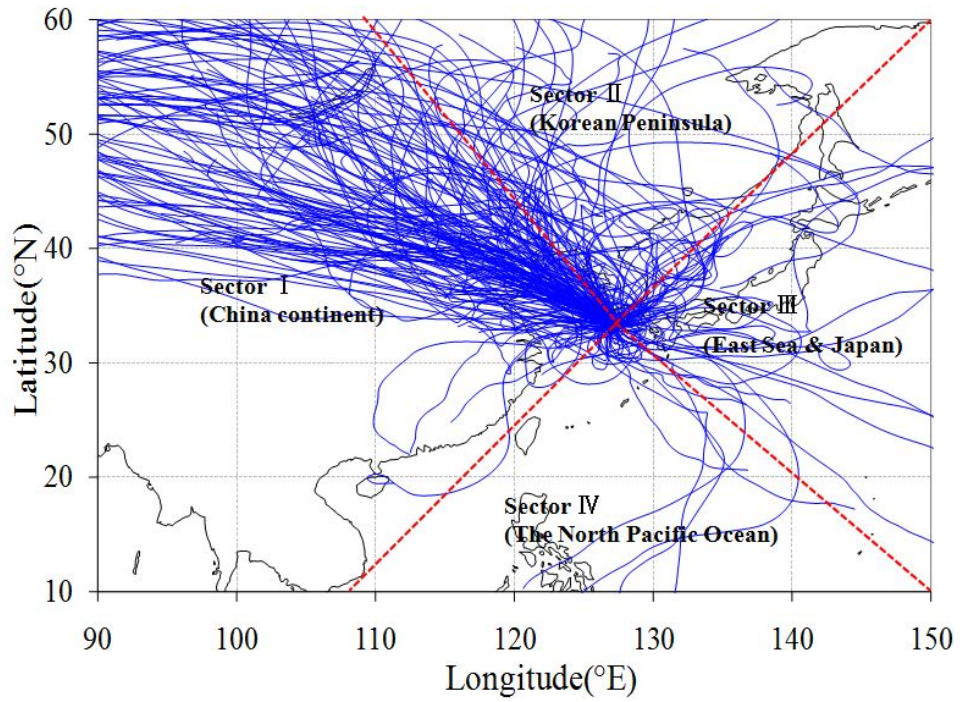 60
50
40
30
20
10
Latitude(°N)
Sector Ⅱ
(Korean Peninsula)
Sector Ⅰ
(China continent)
Sector Ⅲ
(East Sea & Japan)
Sector Ⅳ
(The North Pacific Ocean)
90 100 110 120 130 140 150
Longitude(°E)